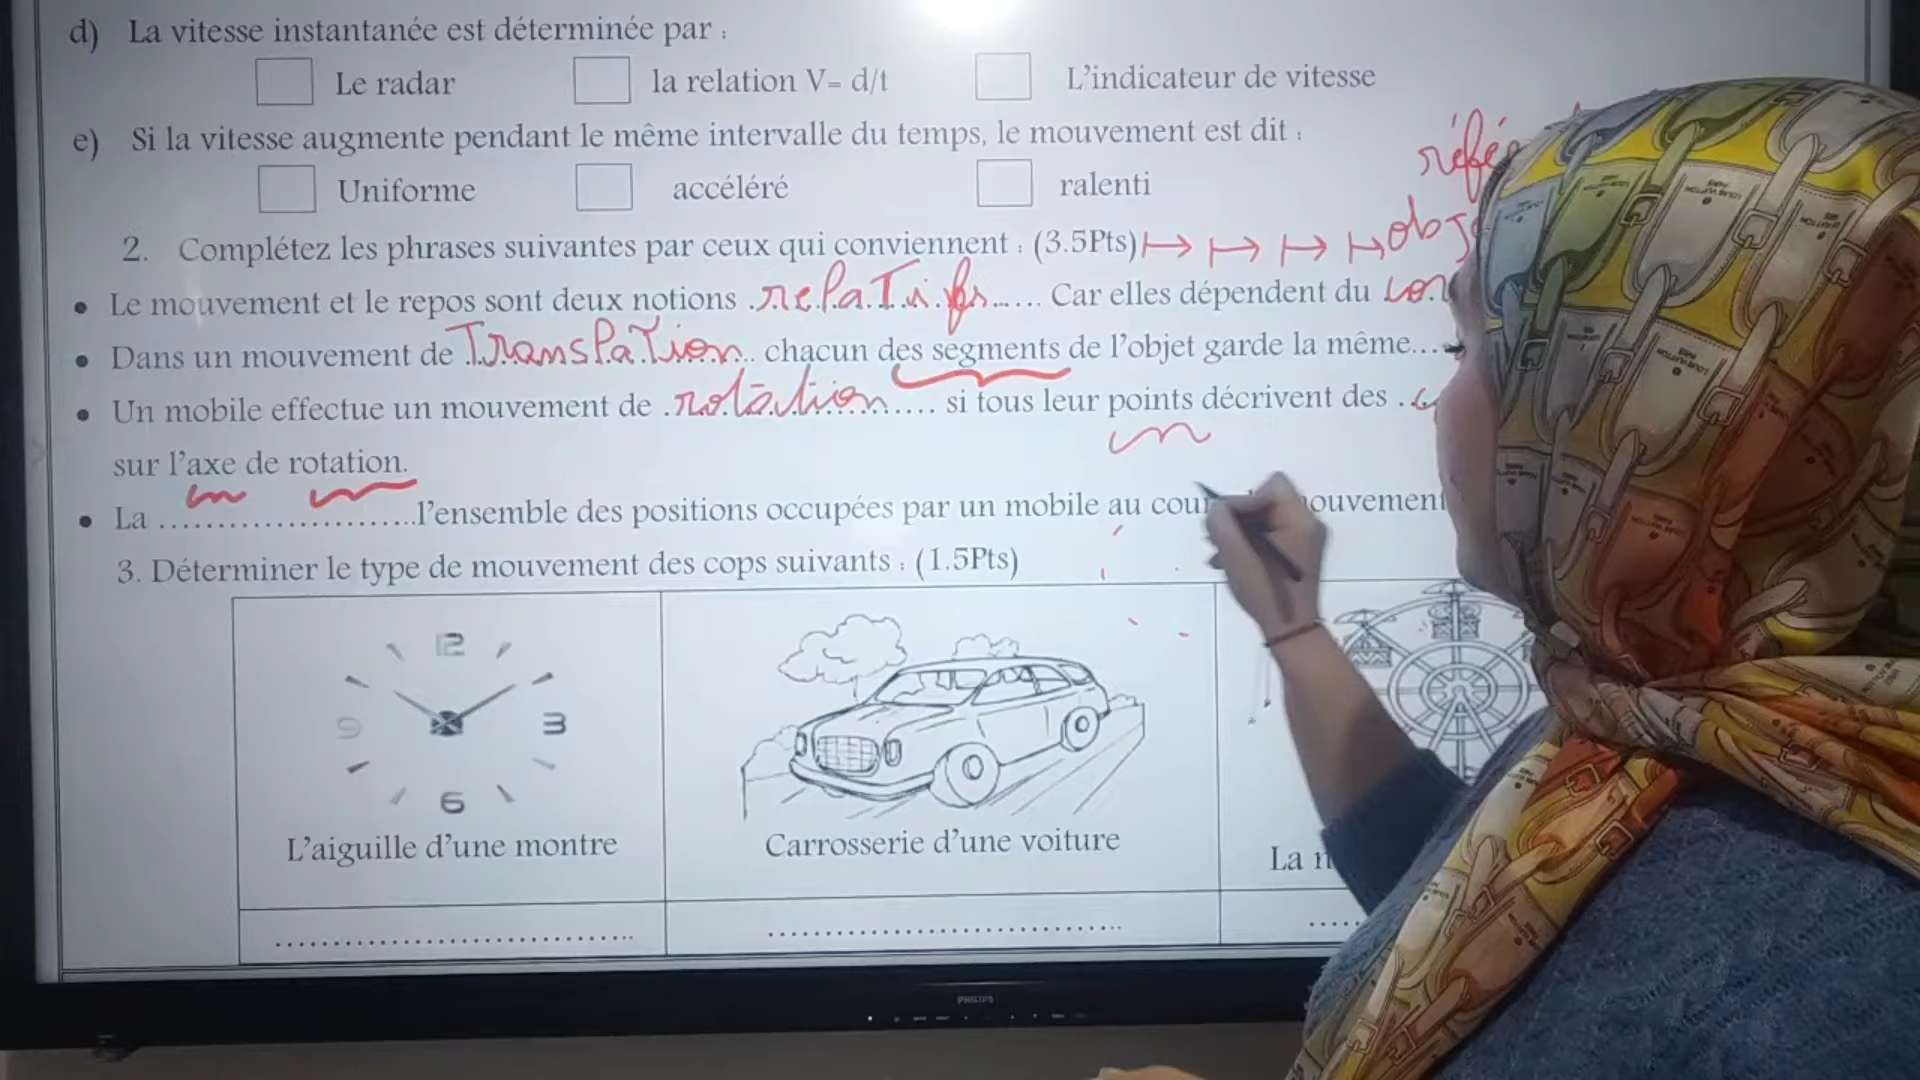 d) La vitesse instantanée est déterminée par :
Le radar la relation V= d/t L'indicateur de vitesse
e) Si la vitesse augmente pendant le même intervalle du temps, le mouvement est dit :
Uniforme accéléré ralenti
2. Complétez les phrases suivantes par ceux qui conviennent : (3.5Pts)
• Le mouvement et le repos sont deux notions .relatifs...... Car elles dépendent du
• Dans un mouvement de Translation.. chacun des segments de l'objet garde la même...
• Un mobile effectue un mouvement de .rotation.... si tous leur points décrivent des .
sur l'axe de rotation.
• La ........................l'ensemble des positions occupées par un mobile au
3. Déterminer le type de mouvement des cops suivants : (1.5Pts)
12
9 3
6
L'aiguille d'une montre Carrosserie d'une voiture La
PHILIPS